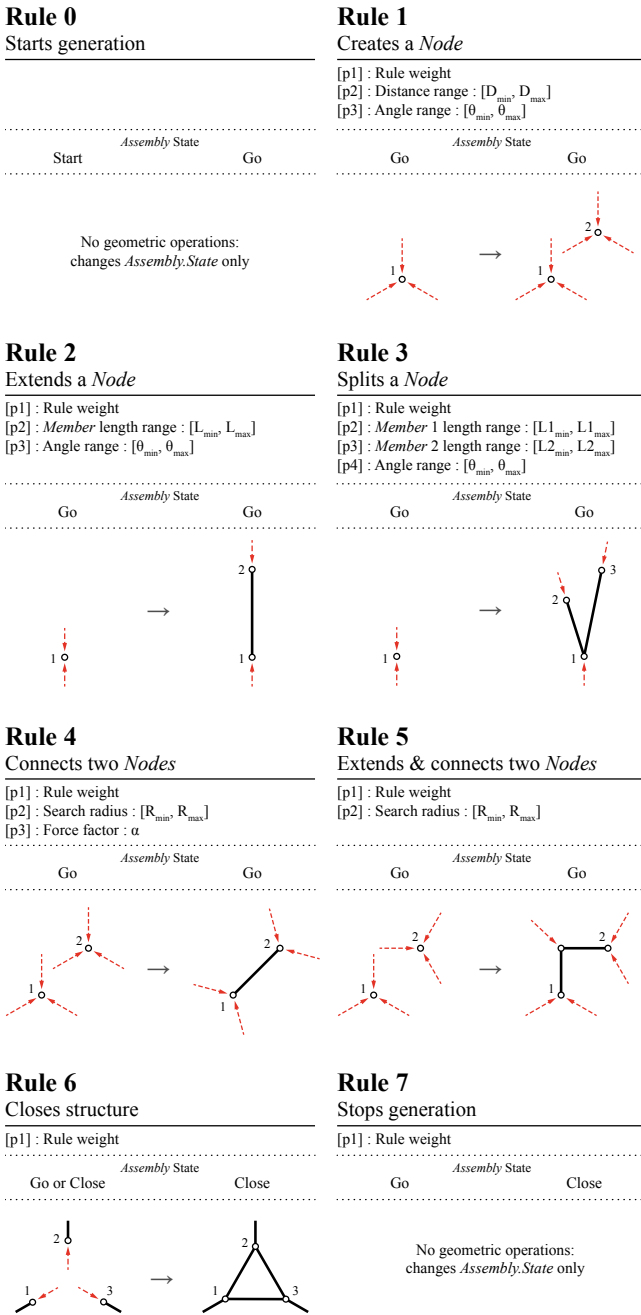 Rule 0
Starts generation
Assembly State
Start Go
No geometric operations:
changes Assembly.State only
Rule 1
Creates a Node
[p1] : Rule weight
[p2] : Distance range : [Dmin, Dmax]
[p3] : Angle range : [θmin, θmax]
Assembly State
Go Go
1 → 1 2
Rule 2
Extends a Node
[p1] : Rule weight
[p2] : Member length range : [Lmin, Lmax]
[p3] : Angle range : [θmin, θmax]
Assembly State
Go Go
1 → 2 1
Rule 3
Splits a Node
[p1] : Rule weight
[p2] : Member 1 length range : [L1min, L1max]
[p3] : Member 2 length range : [L2min, L2max]
[p4] : Angle range : [θmin, θmax]
Assembly State
Go Go
1 → 2 3 1
Rule 4
Connects two Nodes
[p1] : Rule weight
[p2] : Search radius : [Rmin, Rmax]
[p3] : Force factor : α
Assembly State
Go Go
2 1 → 2 1
Rule 5
Extends & connects two Nodes
[p1] : Rule weight
[p2] : Search radius : [Rmin, Rmax]
Assembly State
Go Go
2 1 → 2 1
Rule 6
Closes structure
[p1] : Rule weight
Assembly State
Go or Close Close
2 1 3 → 2 1 3
Rule 7
Stops generation
[p1] : Rule weight
Assembly State
Go Close
No geometric operations:
changes Assembly.State only